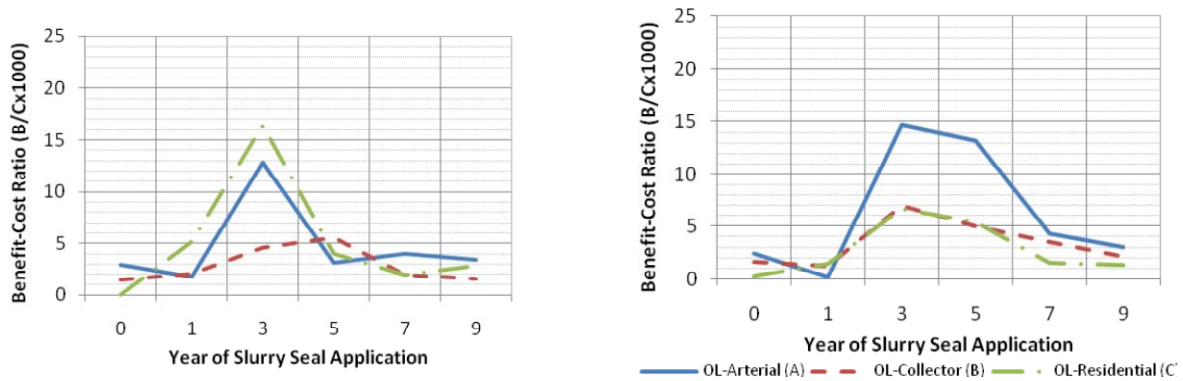 Benefit-Cost Ratio (B/Cx1000)
25
20
15
10
5
0
0 1 3 5 7 9
Year of Slurry Seal Application
Benefit-Cost Ratio (B/Cx1000)
25
20
15
10
5
0
0 1 3 5 7 9
Year of Slurry Seal Application
OL-Arterial (A) OL-Collector (B) OL-Residential (C)